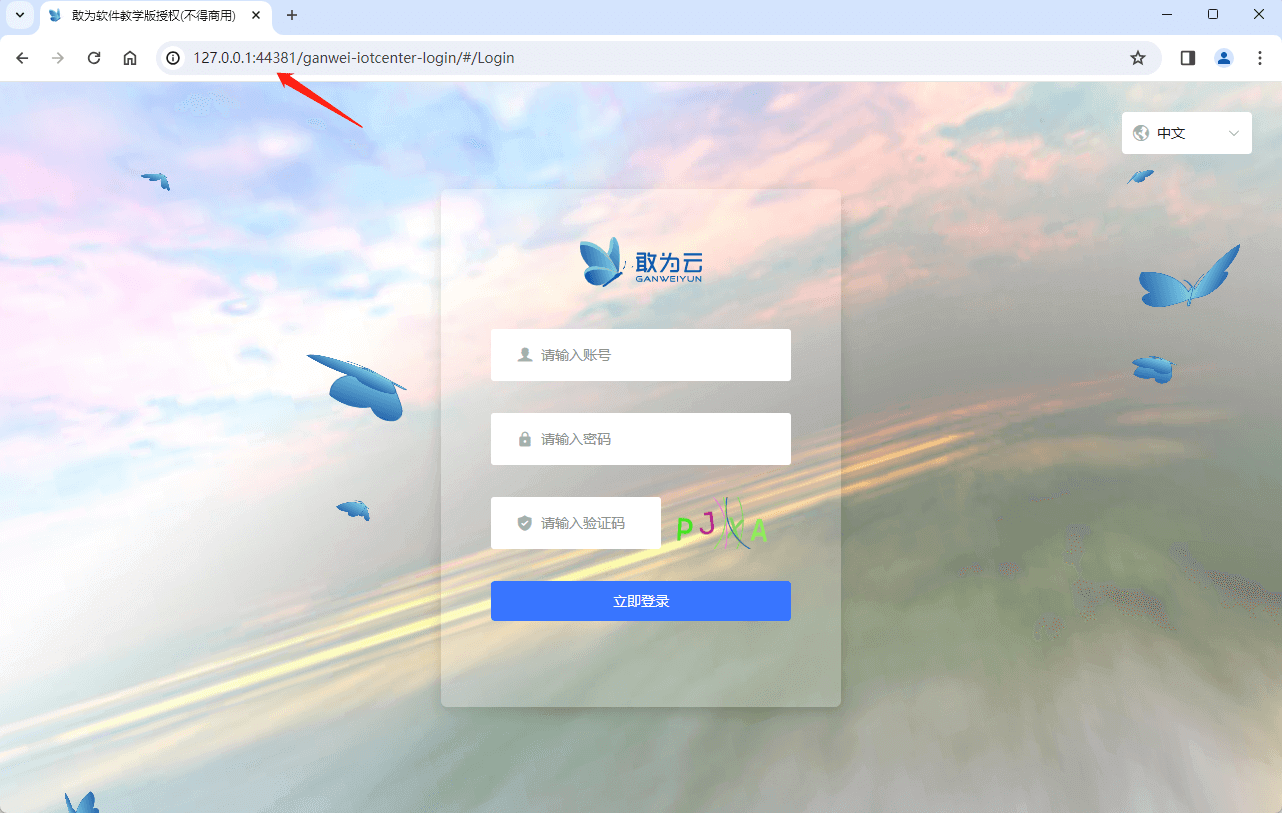 敢为软件教学版授权(不得商用)
127.0.0.1:44381/ganwei-iotcenter-login/#/Login
中文
敢为云
GANWEIYUN
请输入账号
请输入密码
请输入验证码
立即登录